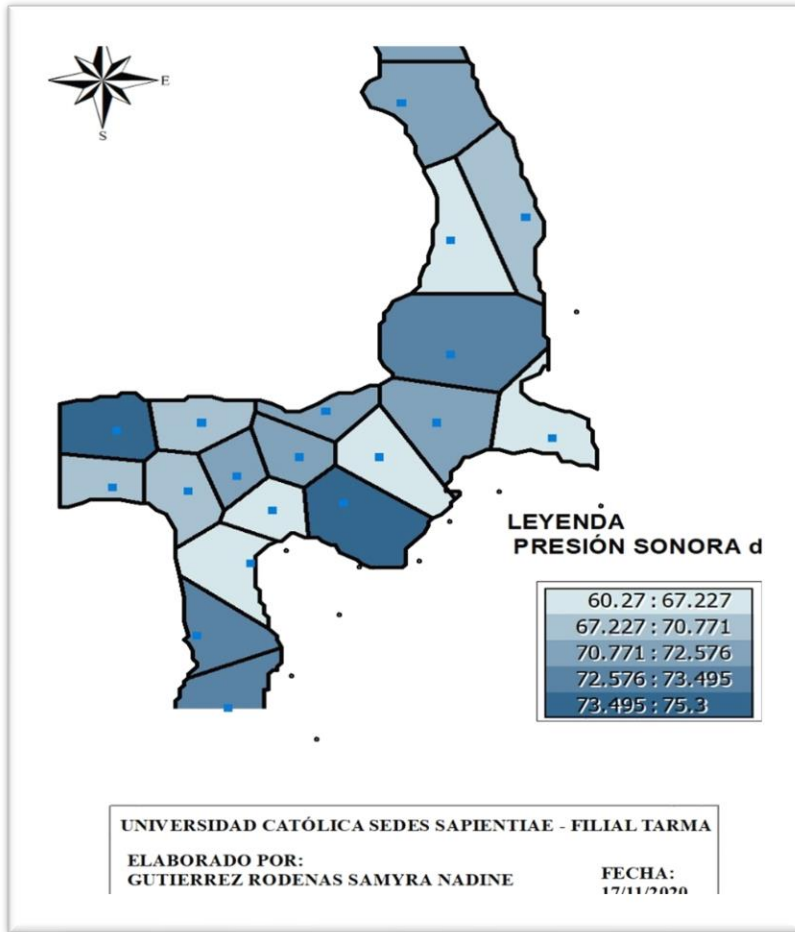 E
S
LEYENDA
PRESIÓN SONORA d
60.27 : 67.227
67.227 : 70.771
70.771 : 72.576
72.576 : 73.495
73.495 : 75.3
UNIVERSIDAD CATÓLICA SEDES SAPIENTIAE - FILIAL TARMA
ELABORADO POR:
GUTIERREZ RODENAS SAMYRA NADINE
FECHA:
17/11/2020